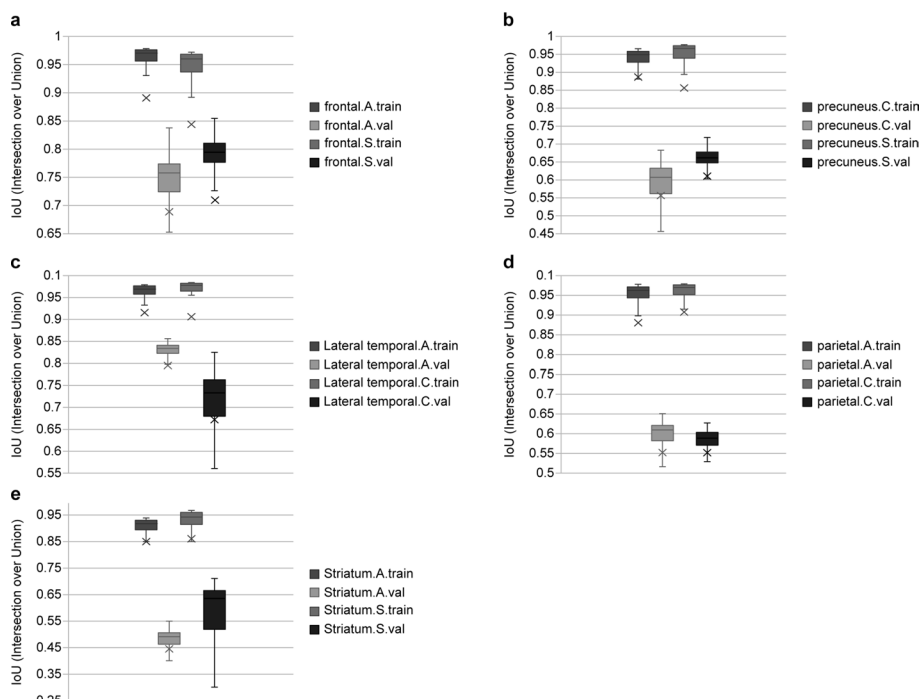 a
IoU (Intersection over Union)
1
0.95
0.9
0.85
0.8
0.75
0.7
0.65
frontal.A.train
frontal.A.val
frontal.S.train
frontal.S.val
b
IoU (Intersection over Union)
1
0.95
0.9
0.85
0.8
0.75
0.7
0.65
0.6
0.55
0.5
0.45
precuneus.C.train
precuneus.C.val
precuneus.S.train
precuneus.S.val
c
IoU (Intersection over Union)
0.1
0.95
0.9
0.85
0.8
0.75
0.7
0.65
0.6
0.55
Lateral temporal.A.train
Lateral temporal.A.val
Lateral temporal.C.train
Lateral temporal.C.val
d
IoU (Intersection over Union)
0.1
0.95
0.9
0.85
0.8
0.75
0.7
0.65
0.6
0.55
0.5
parietal.A.train
parietal.A.val
parietal.C.train
parietal.C.val
e
IoU (Intersection over Union)
0.95
0.85
0.75
0.65
0.55
0.45
0.35
0.25
Striatum.A.train
Striatum.A.val
Striatum.S.train
Striatum.S.val